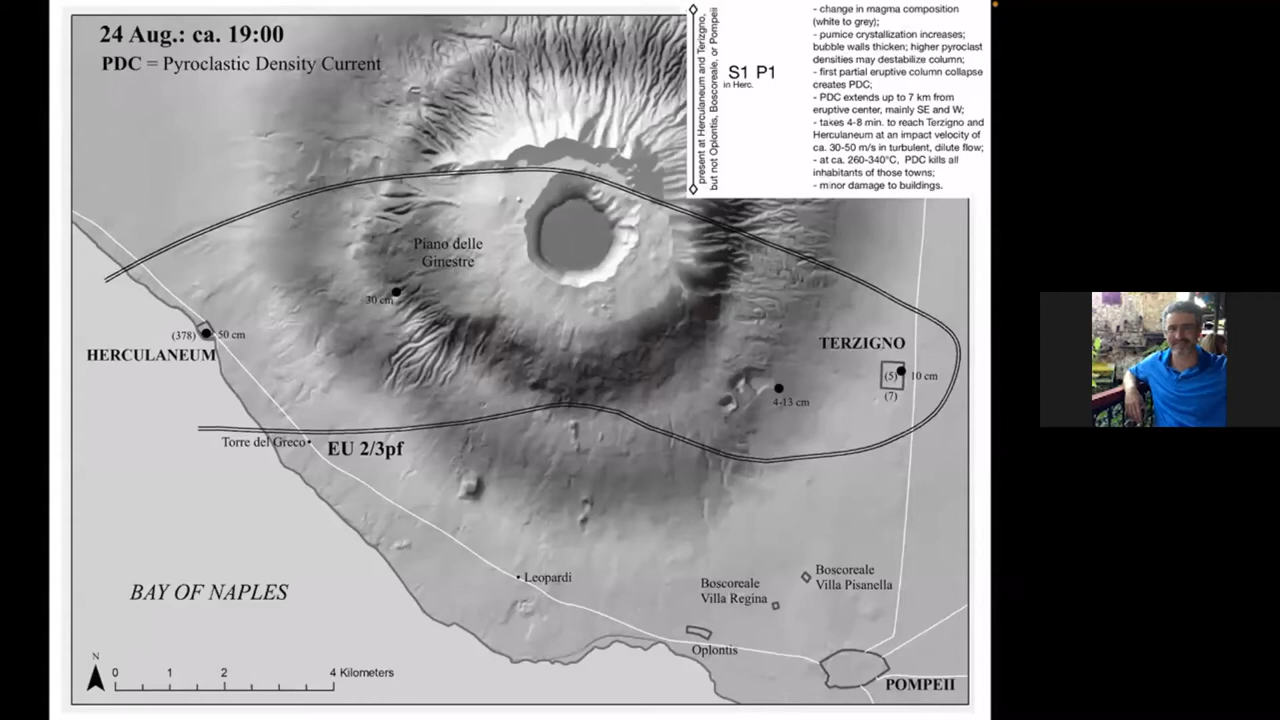 24 Aug.: ca. 19:00
PDC = Pyroclastic Density Current
present at Herculaneum and Terizgno,
but not Oplontis, Boscoreale, or Pompeii
S1 P1
in Herc.
- change in magma composition
(white to grey);
- pumice crystallization increases;
bubble walls thicken; higher pyroclast
densities may destabilize column;
- first partial eruptive column collapse
creates PDC;
- PDC extends up to 7 km from
eruptive center, mainly SE and W;
- takes 4-8 min. to reach Terzigno and
Herculaneum at an impact velocity of
ca. 30-50 m/s in turbulent, dilute flow;
- at ca. 260-340°C, PDC kills all
inhabitants of those towns;
- minor damage to buildings.
Piano delle
Ginestre
30 cm
(378) 50 cm
HERCULANEUM
TERZIGNO
(5) 10 cm
(7)
4-13 cm
Torre del Greco
EU 2/3pf
Leopardi
Boscoreale
Villa Pisanella
Boscoreale
Villa Regina
BAY OF NAPLES
Oplontis
POMPEII
N
0 1 2 4 Kilometers